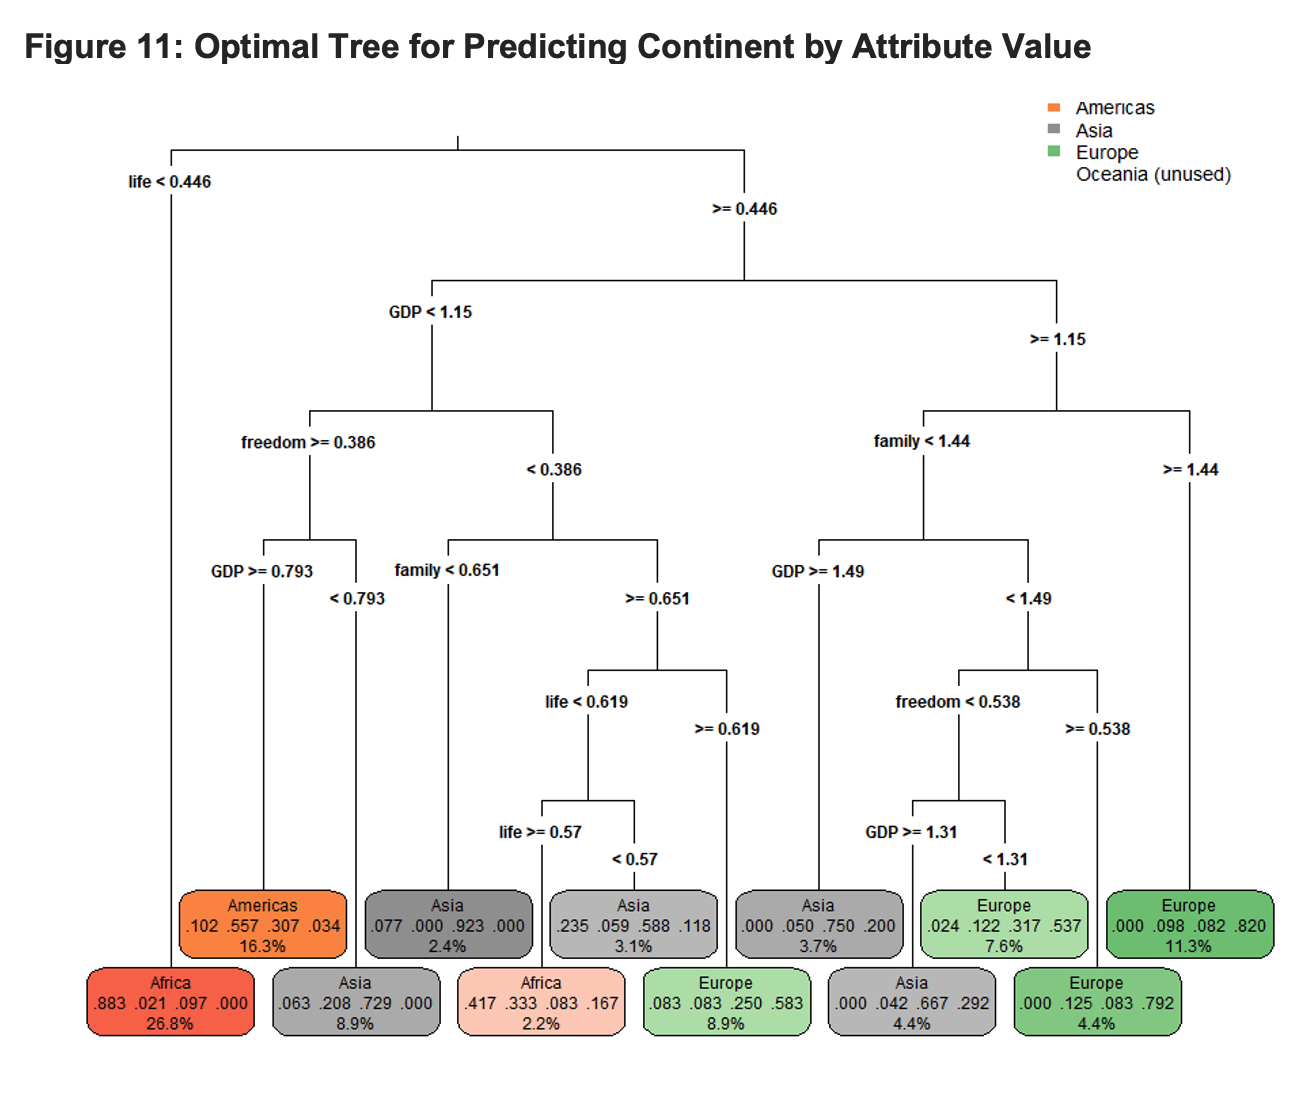 Figure 11: Optimal Tree for Predicting Continent by Attribute Value
Americas
Asia
Europe
Oceania (unused)
life < 0.446
>= 0.446
GDP < 1.15
>= 1.15
freedom >= 0.386
< 0.386
family < 1.44
>= 1.44
GDP >= 0.793
< 0.793
family < 0.651
>= 0.651
GDP >= 1.49
< 1.49
life < 0.619
>= 0.619
freedom < 0.538
>= 0.538
life >= 0.57
< 0.57
GDP >= 1.31
< 1.31
Americas
.102 .557 .307 .034
16.3%
Asia
.077 .000 .923 .000
2.4%
Asia
.235 .059 .588 .118
3.1%
Asia
.000 .050 .750 .200
3.7%
Europe
.024 .122 .317 .537
7.6%
Europe
.000 .098 .082 .820
11.3%
Africa
.883 .021 .097 .000
26.8%
Asia
.063 .208 .729 .000
8.9%
Africa
.417 .333 .083 .167
2.2%
Europe
.083 .083 .250 .583
8.9%
Asia
.000 .042 .667 .292
4.4%
Europe
.000 .125 .083 .792
4.4%